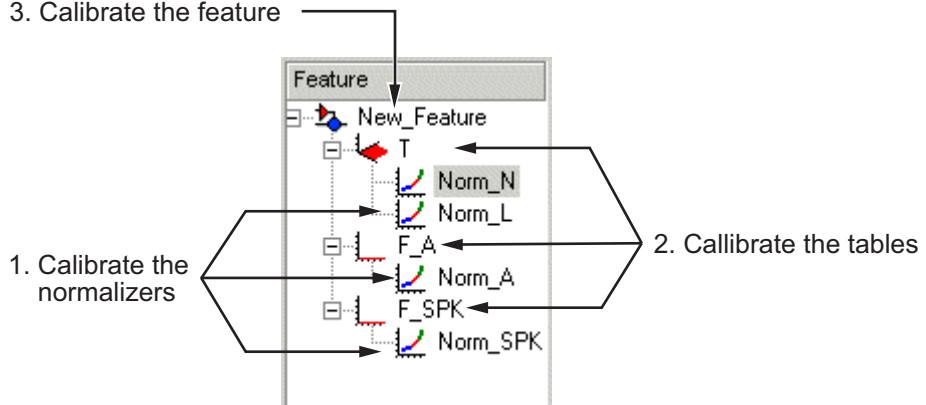 3. Calibrate the feature
Feature
New_Feature
T
Norm_N
Norm_L
F_A
2. Callibrate the tables
1. Calibrate the
normalizers
Norm_A
F_SPK
Norm_SPK